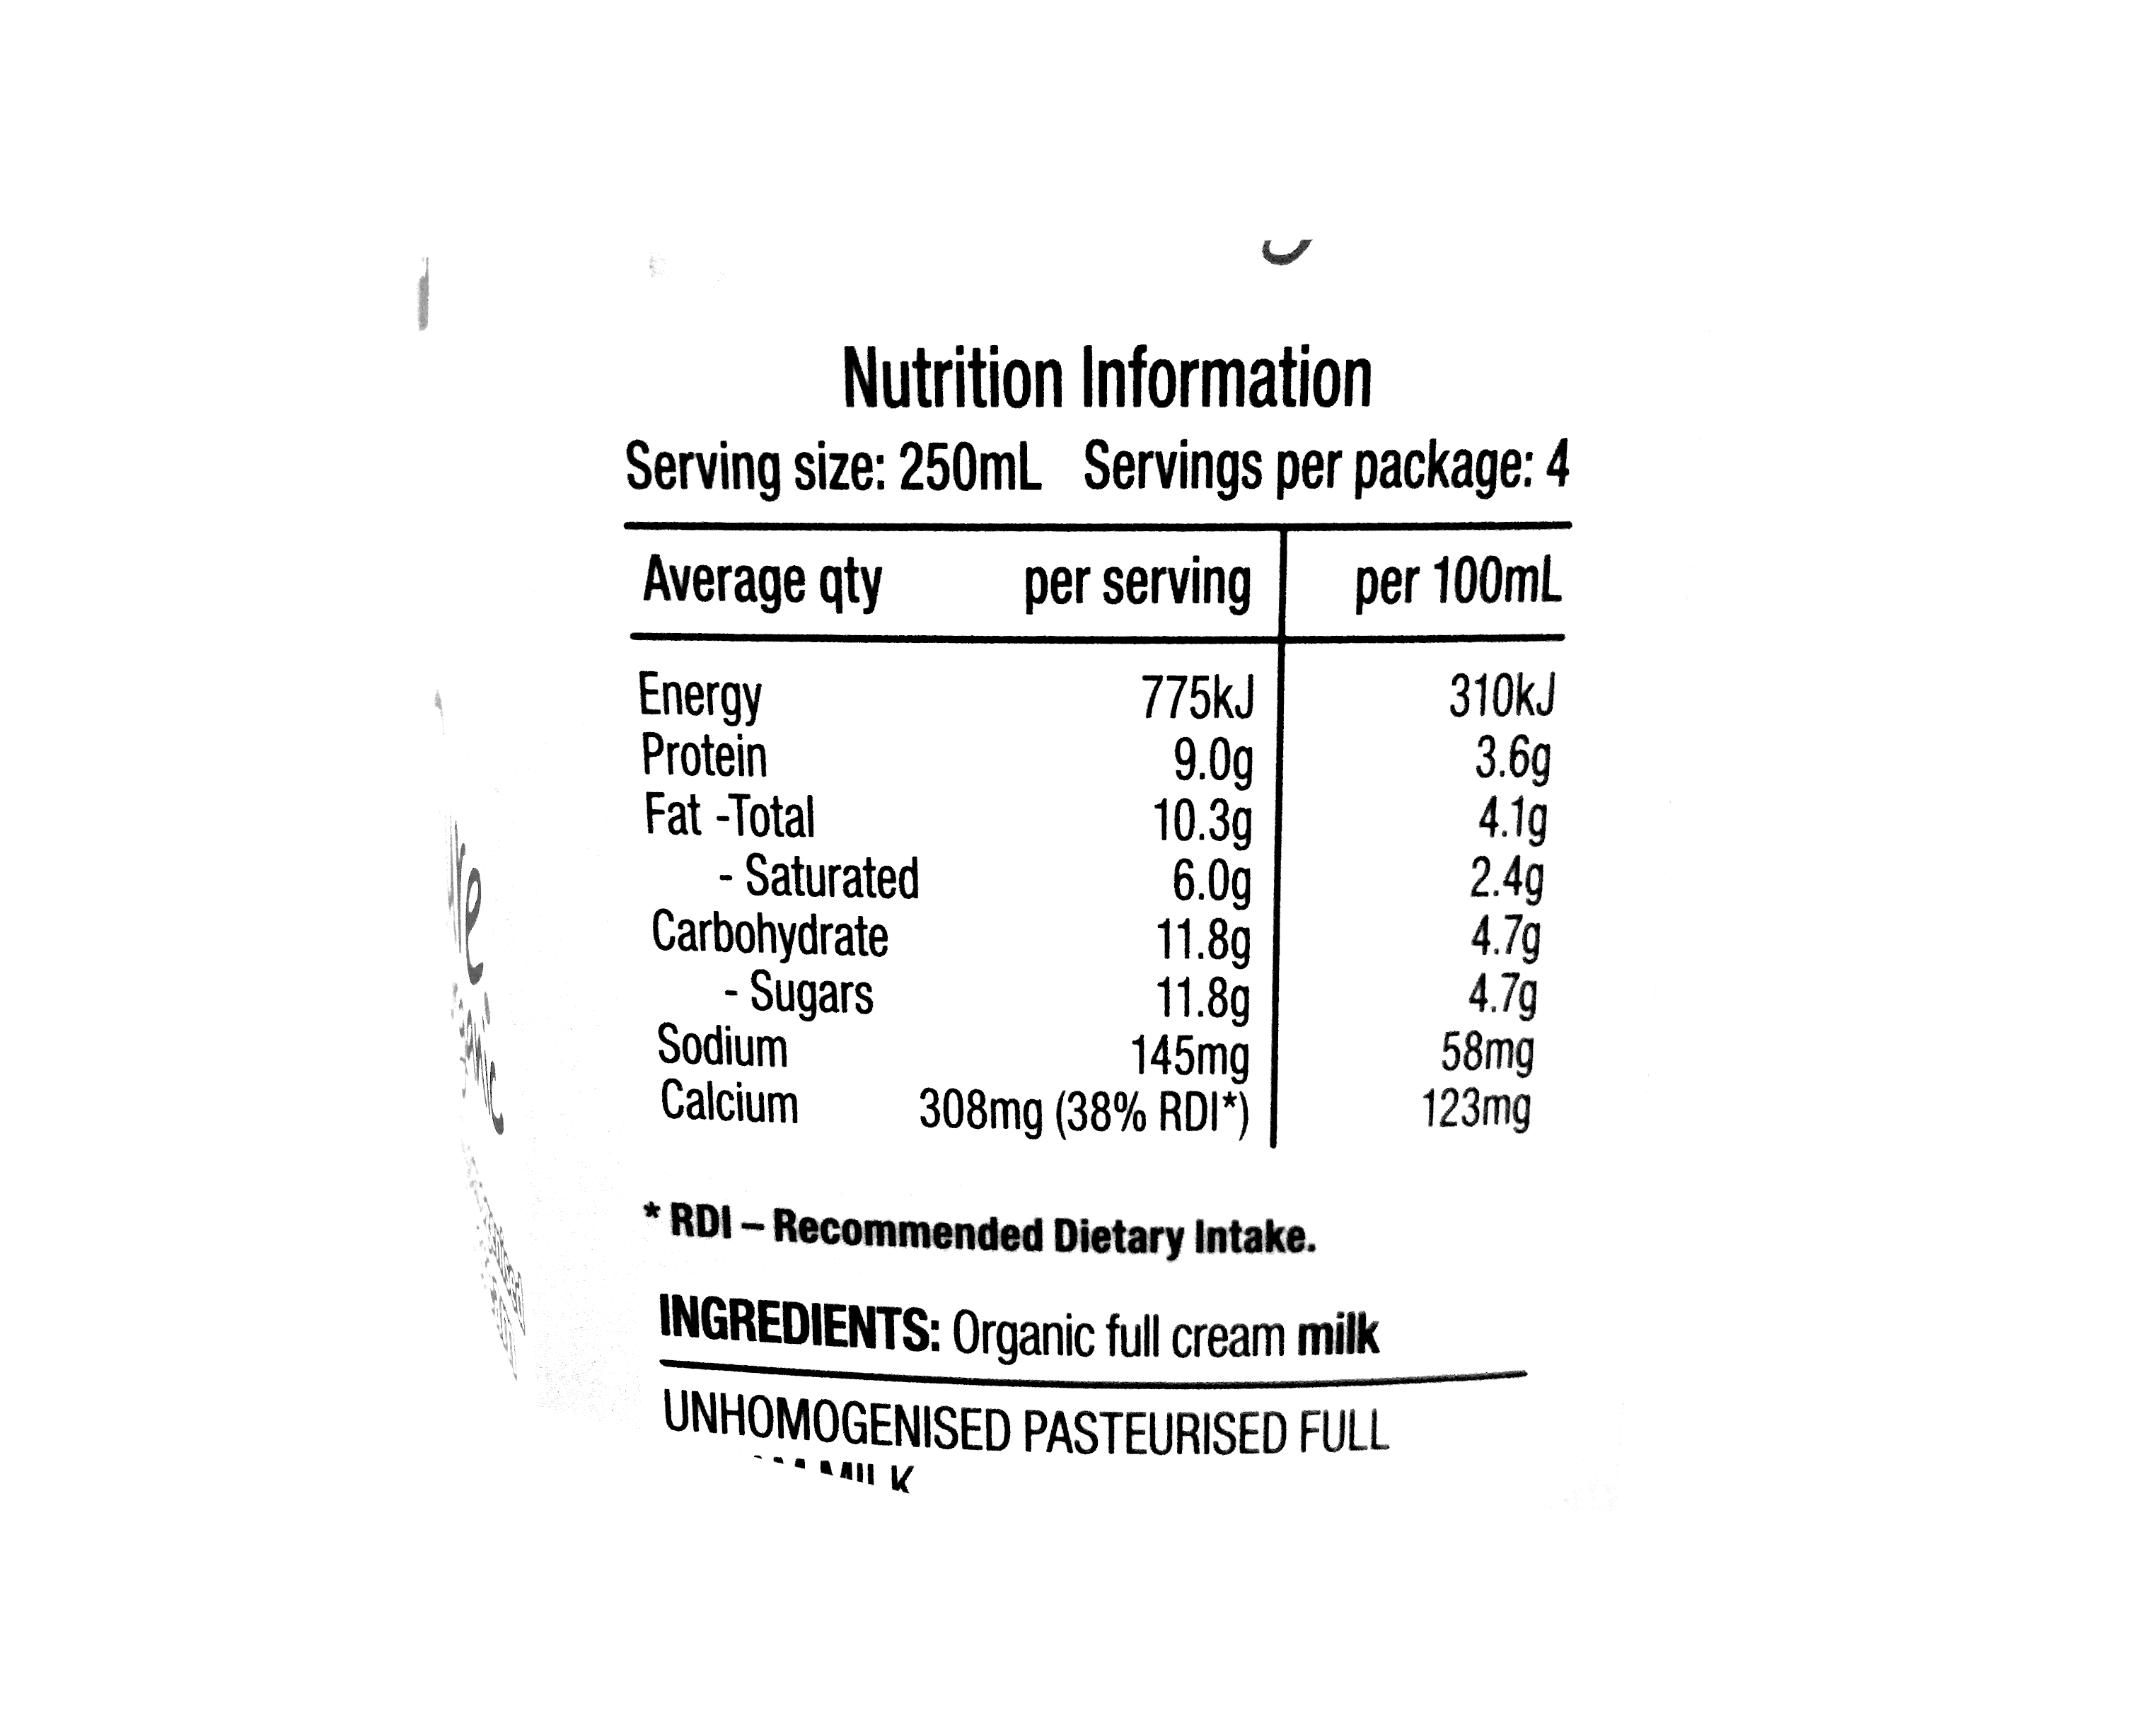 Nutrition Information
Serving size: 250mL Servings per package: 4
Average qty per serving per 100mL
Energy 775kJ 310kJ
Protein 9.0g 3.6g
Fat -Total 10.3g 4.1g
- Saturated 6.0g 2.4g
Carbohydrate 11.8g 4.7g
- Sugars 11.8g 4.7g
Sodium 145mg 58mg
Calcium 308mg (38% RDI*) 123mg
* RDI – Recommended Dietary Intake.
INGREDIENTS: Organic full cream milk
UNHOMOGENISED PASTEURISED FULL
MILK